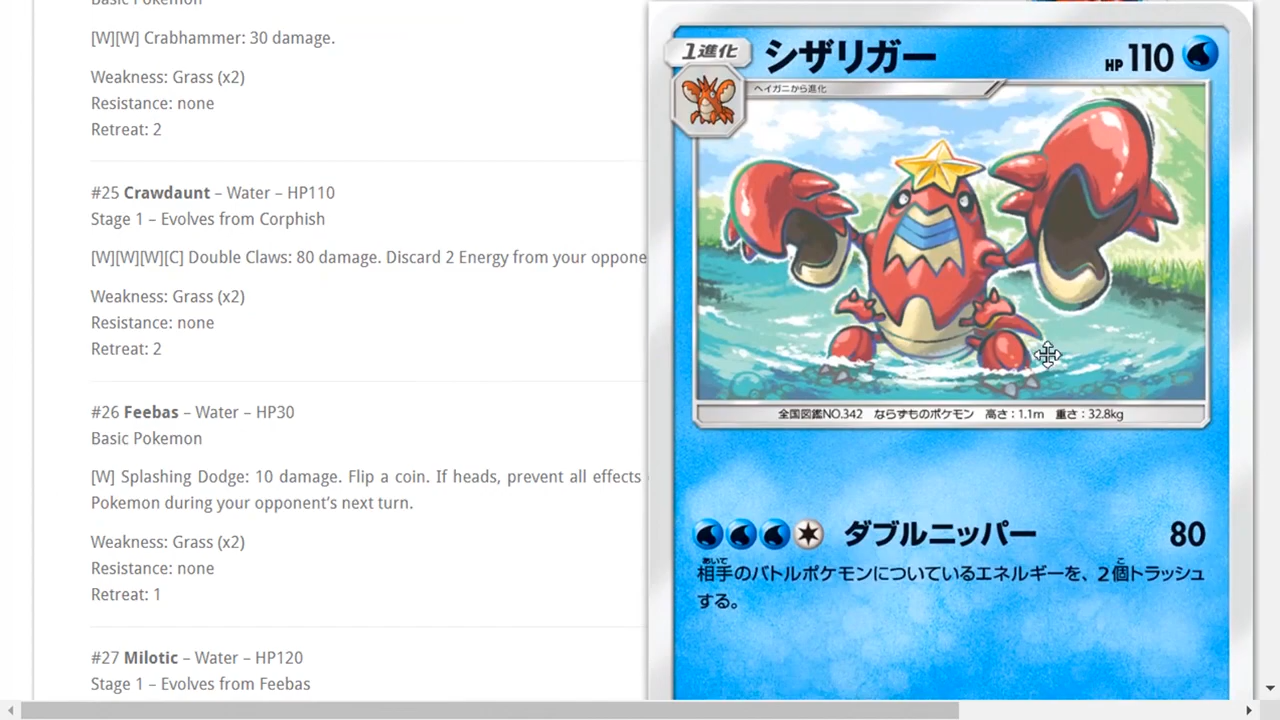 Basic Pokemon
[W][W] Crabhammer: 30 damage.
Weakness: Grass (x2)
Resistance: none
Retreat: 2
#25 Crawdaunt – Water – HP110
Stage 1 – Evolves from Corphish
[W][W][W][C] Double Claws: 80 damage. Discard 2 Energy from your oppone
Weakness: Grass (x2)
Resistance: none
Retreat: 2
#26 Feebas – Water – HP30
Basic Pokemon
[W] Splashing Dodge: 10 damage. Flip a coin. If heads, prevent all effects
Pokemon during your opponent's next turn.
Weakness: Grass (x2)
Resistance: none
Retreat: 1
#27 Milotic – Water – HP120
Stage 1 – Evolves from Feebas
1進化 シザリガー HP 110
ヘイガニから進化
全国図鑑NO.342 ならずものポケモン 高さ:1.1m 重さ:32.8kg
ダブルニッパー 80
相手のバトルポケモンについているエネルギーを、2個トラッシュ
する。